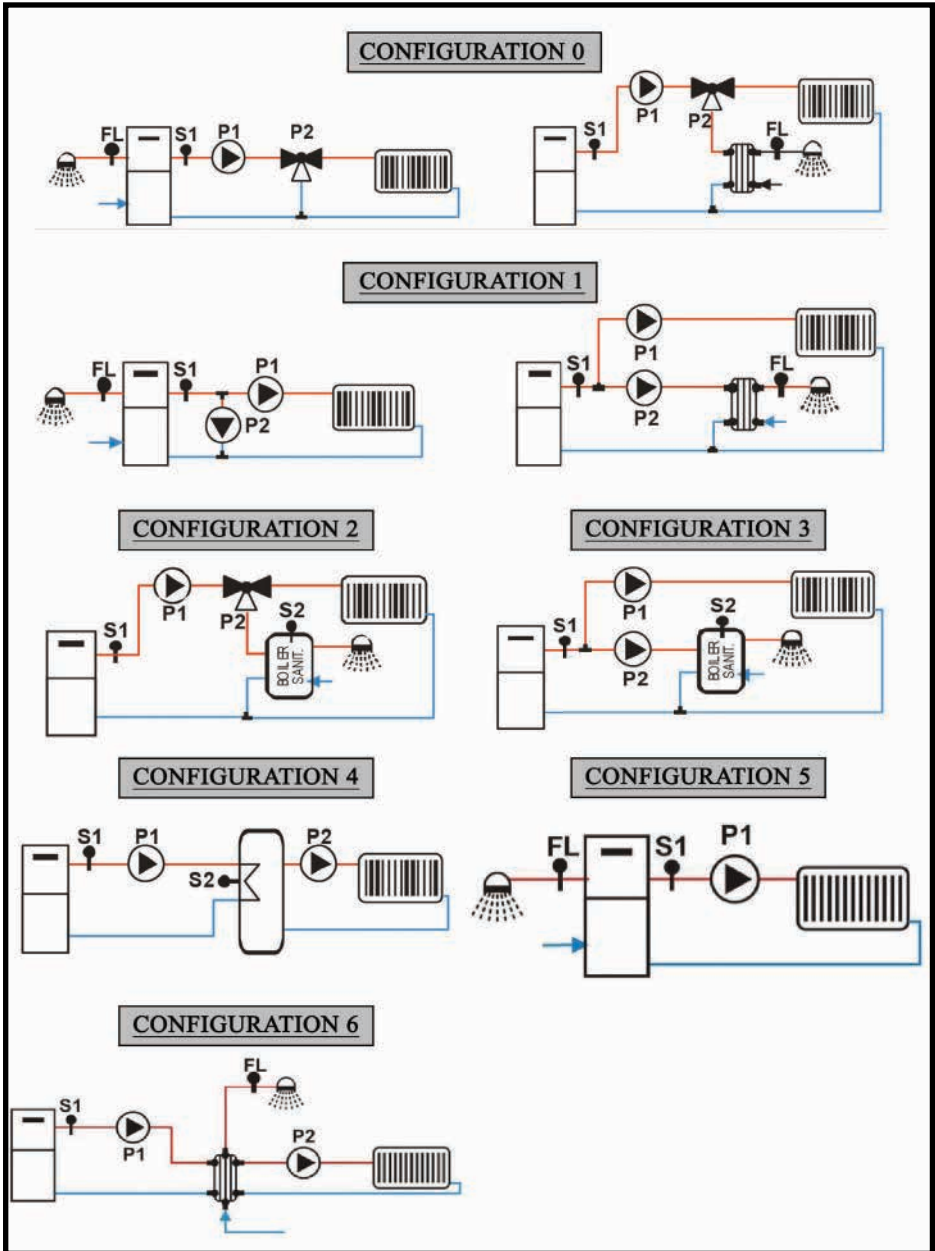 CONFIGURATION 0
FL S1 P1 P2
S1 P1 P2 FL
CONFIGURATION 1
FL S1 P1 P2
S1 P1 P2 FL
CONFIGURATION 2
S1 P1 P2 S2
BOILER
SANIT.
CONFIGURATION 3
S1 P1 P2 S2
BOILER
SANIT.
CONFIGURATION 4
S1 P1 S2 P2
CONFIGURATION 5
FL S1 P1
CONFIGURATION 6
S1 P1 FL P2